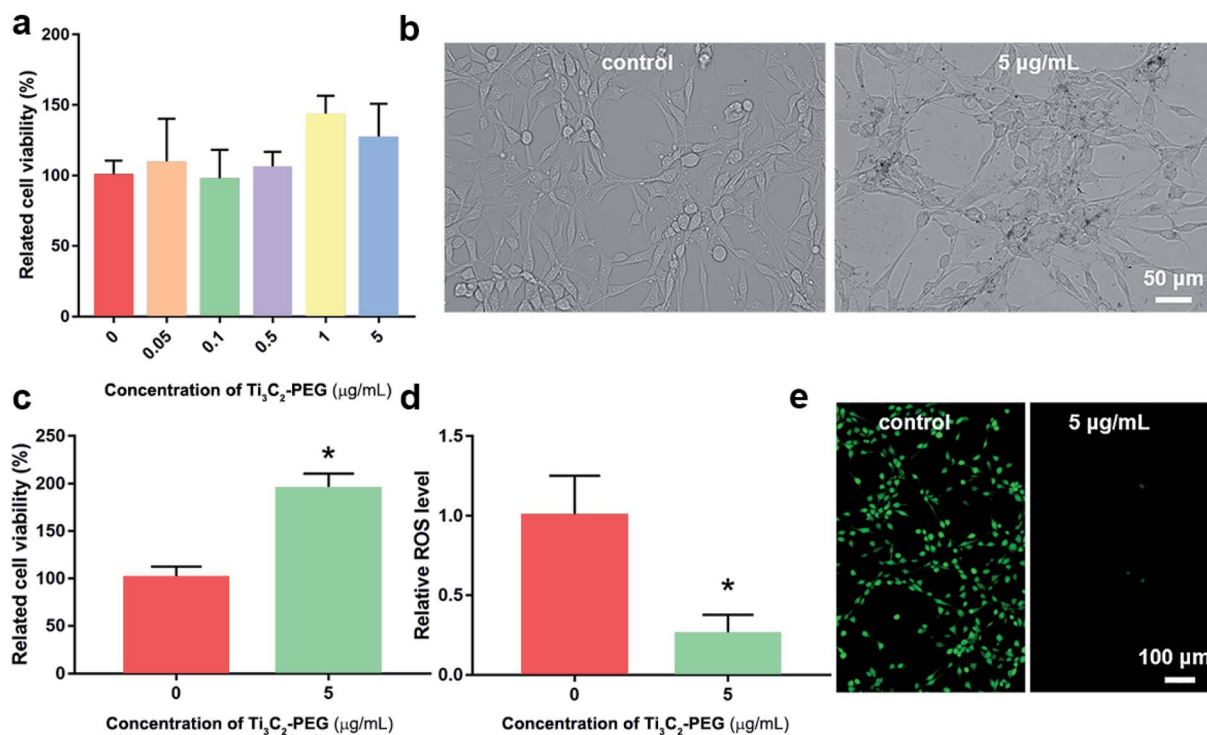 a
200
150
100
50
0
Related cell viability (%)
0
0.05
0.1
0.5
1
5
Concentration of Ti₃C₂-PEG (μg/mL)
b
control
5 μg/mL
50 μm
c
250
200
150
100
50
0
Related cell viability (%)
*
0
5
Concentration of Ti₃C₂-PEG (μg/mL)
d
1.5
1.0
0.5
0.0
Relative ROS level
*
0
5
Concentration of Ti₃C₂-PEG (μg/mL)
e
control
5 μg/mL
100 μm